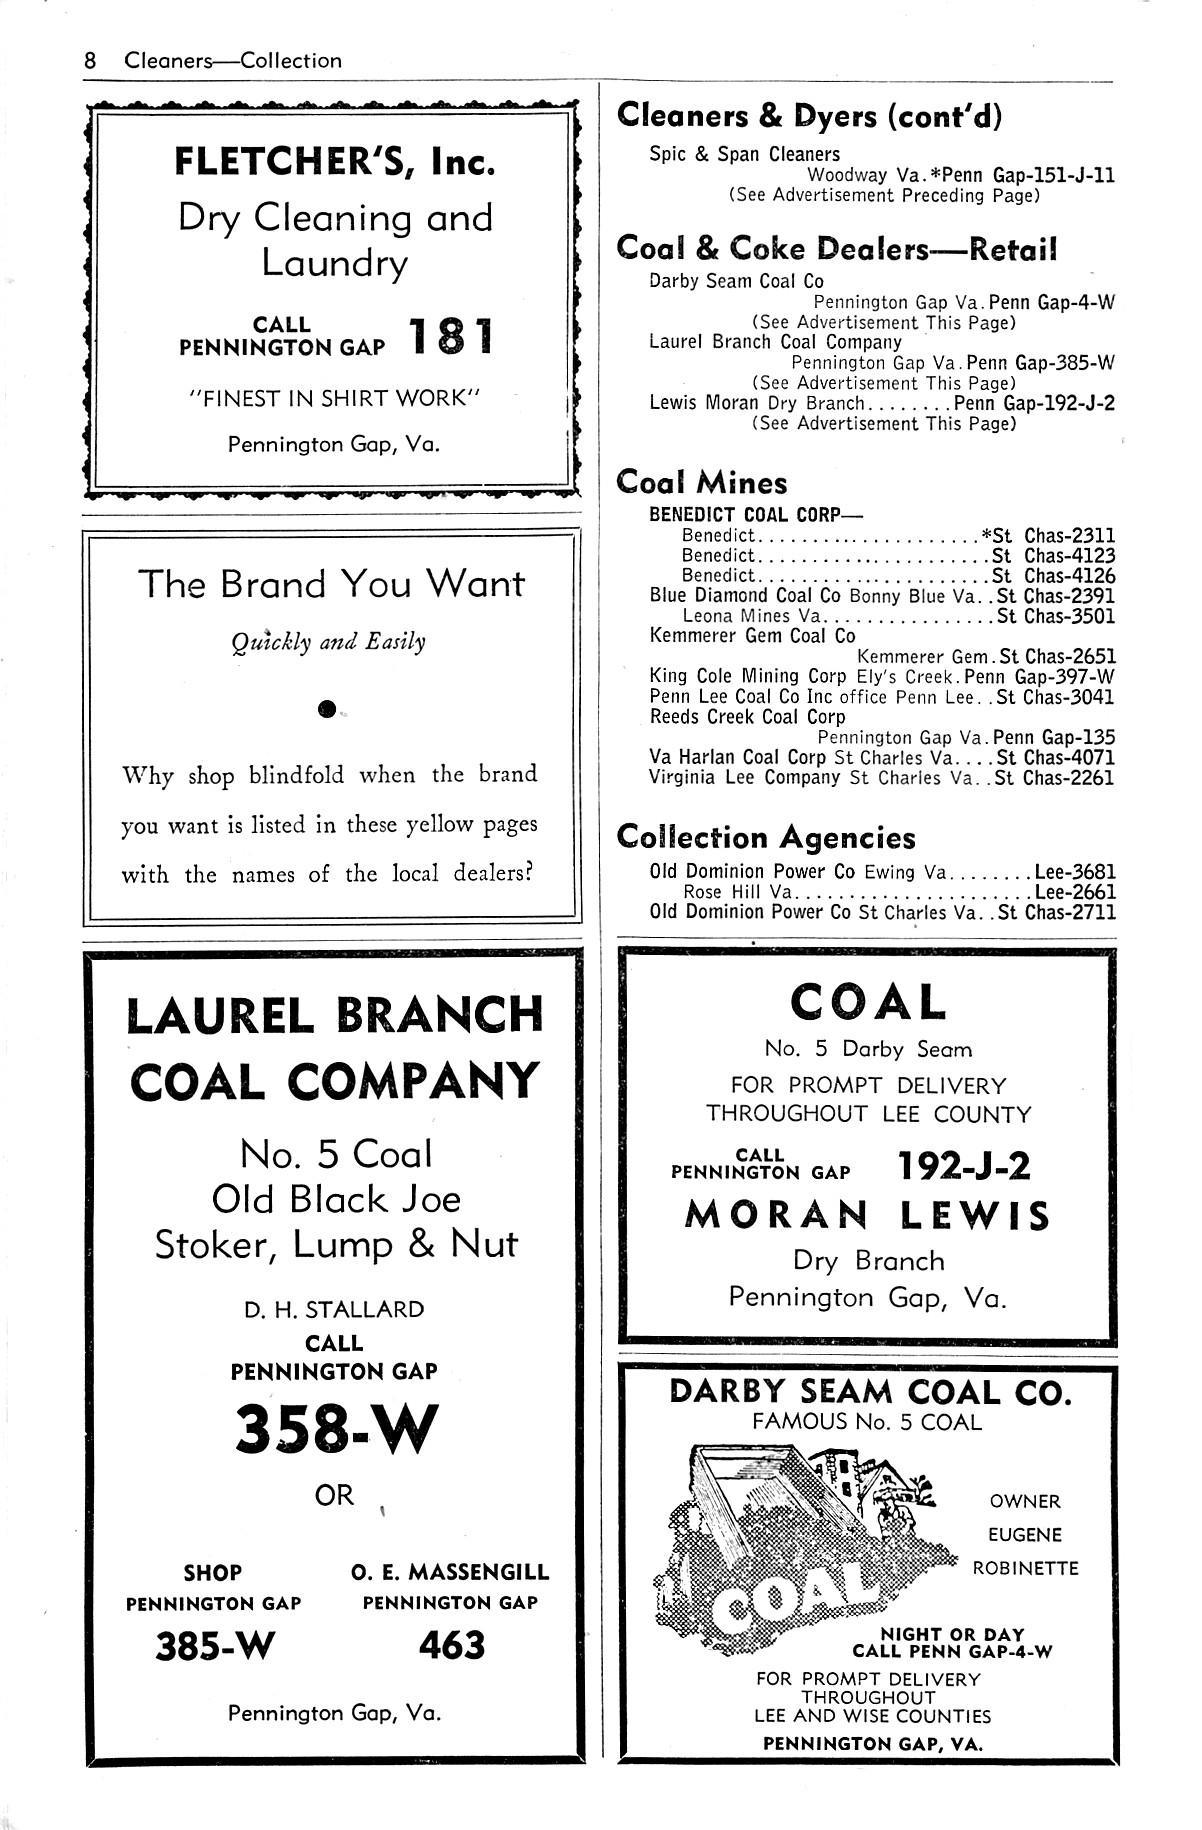 8 Cleaners—Collection
FLETCHER'S, Inc.
Dry Cleaning and
Laundry
CALL
PENNINGTON GAP 181
"FINEST IN SHIRT WORK"
Pennington Gap, Va.
The Brand You Want
Quickly and Easily
Why shop blindfold when the brand
you want is listed in these yellow pages
with the names of the local dealers?
LAUREL BRANCH
COAL COMPANY
No. 5 Coal
Old Black Joe
Stoker, Lump & Nut
D. H. STALLARD
CALL
PENNINGTON GAP
358-W
OR
SHOP
PENNINGTON GAP
385-W
O. E. MASSENGILL
PENNINGTON GAP
463
Pennington Gap, Va.
Cleaners & Dyers (cont'd)
Spic & Span Cleaners
Woodway Va.*Penn Gap-151-J-11
(See Advertisement Preceding Page)
Coal & Coke Dealers—Retail
Darby Seam Coal Co
Pennington Gap Va.Penn Gap-4-W
(See Advertisement This Page)
Laurel Branch Coal Company
Pennington Gap Va.Penn Gap-385-W
(See Advertisement This Page)
Lewis Moran Dry Branch........Penn Gap-192-J-2
(See Advertisement This Page)
Coal Mines
BENEDICT COAL CORP—
Benedict.....................*St Chas-2311
Benedict......................St Chas-4123
Benedict......................St Chas-4126
Blue Diamond Coal Co Bonny Blue Va..St Chas-2391
Leona Mines Va................St Chas-3501
Kemmerer Gem Coal Co
Kemmerer Gem.St Chas-2651
King Cole Mining Corp Ely's Creek.Penn Gap-397-W
Penn Lee Coal Co Inc office Penn Lee..St Chas-3041
Reeds Creek Coal Corp
Pennington Gap Va.Penn Gap-135
Va Harlan Coal Corp St Charles Va....St Chas-4071
Virginia Lee Company St Charles Va..St Chas-2261
Collection Agencies
Old Dominion Power Co Ewing Va........Lee-3681
Rose Hill Va......................Lee-2661
Old Dominion Power Co St Charles Va..St Chas-2711
COAL
No. 5 Darby Seam
FOR PROMPT DELIVERY
THROUGHOUT LEE COUNTY
CALL
PENNINGTON GAP 192-J-2
MORAN LEWIS
Dry Branch
Pennington Gap, Va.
DARBY SEAM COAL CO.
FAMOUS No. 5 COAL
OWNER
EUGENE
ROBINETTE
COAL
NIGHT OR DAY
CALL PENN GAP-4-W
FOR PROMPT DELIVERY
THROUGHOUT
LEE AND WISE COUNTIES
PENNINGTON GAP, VA.